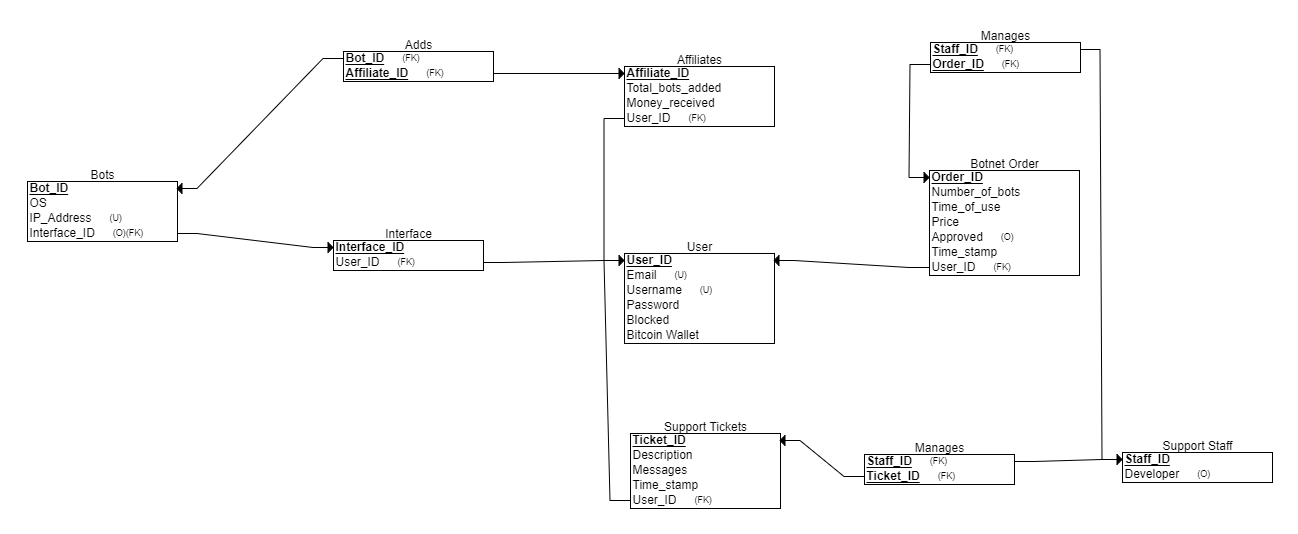 Adds
Bot_ID (FK)
Affiliate_ID (FK)
Affiliates
Affiliate_ID
Total_bots_added
Money_received
User_ID (FK)
Manages
Staff_ID (FK)
Order_ID (FK)
Bots
Bot_ID
OS
IP_Address (U)
Interface_ID (O)(FK)
Interface
Interface_ID
User_ID (FK)
User
User_ID
Email (U)
Username (U)
Password
Blocked
Bitcoin Wallet
Botnet Order
Order_ID
Number_of_bots
Time_of_use
Price
Approved (O)
Time_stamp
User_ID (FK)
Support Tickets
Ticket_ID
Description
Messages
Time_stamp
User_ID (FK)
Manages
Staff_ID (FK)
Ticket_ID (FK)
Support Staff
Staff_ID
Developer (O)